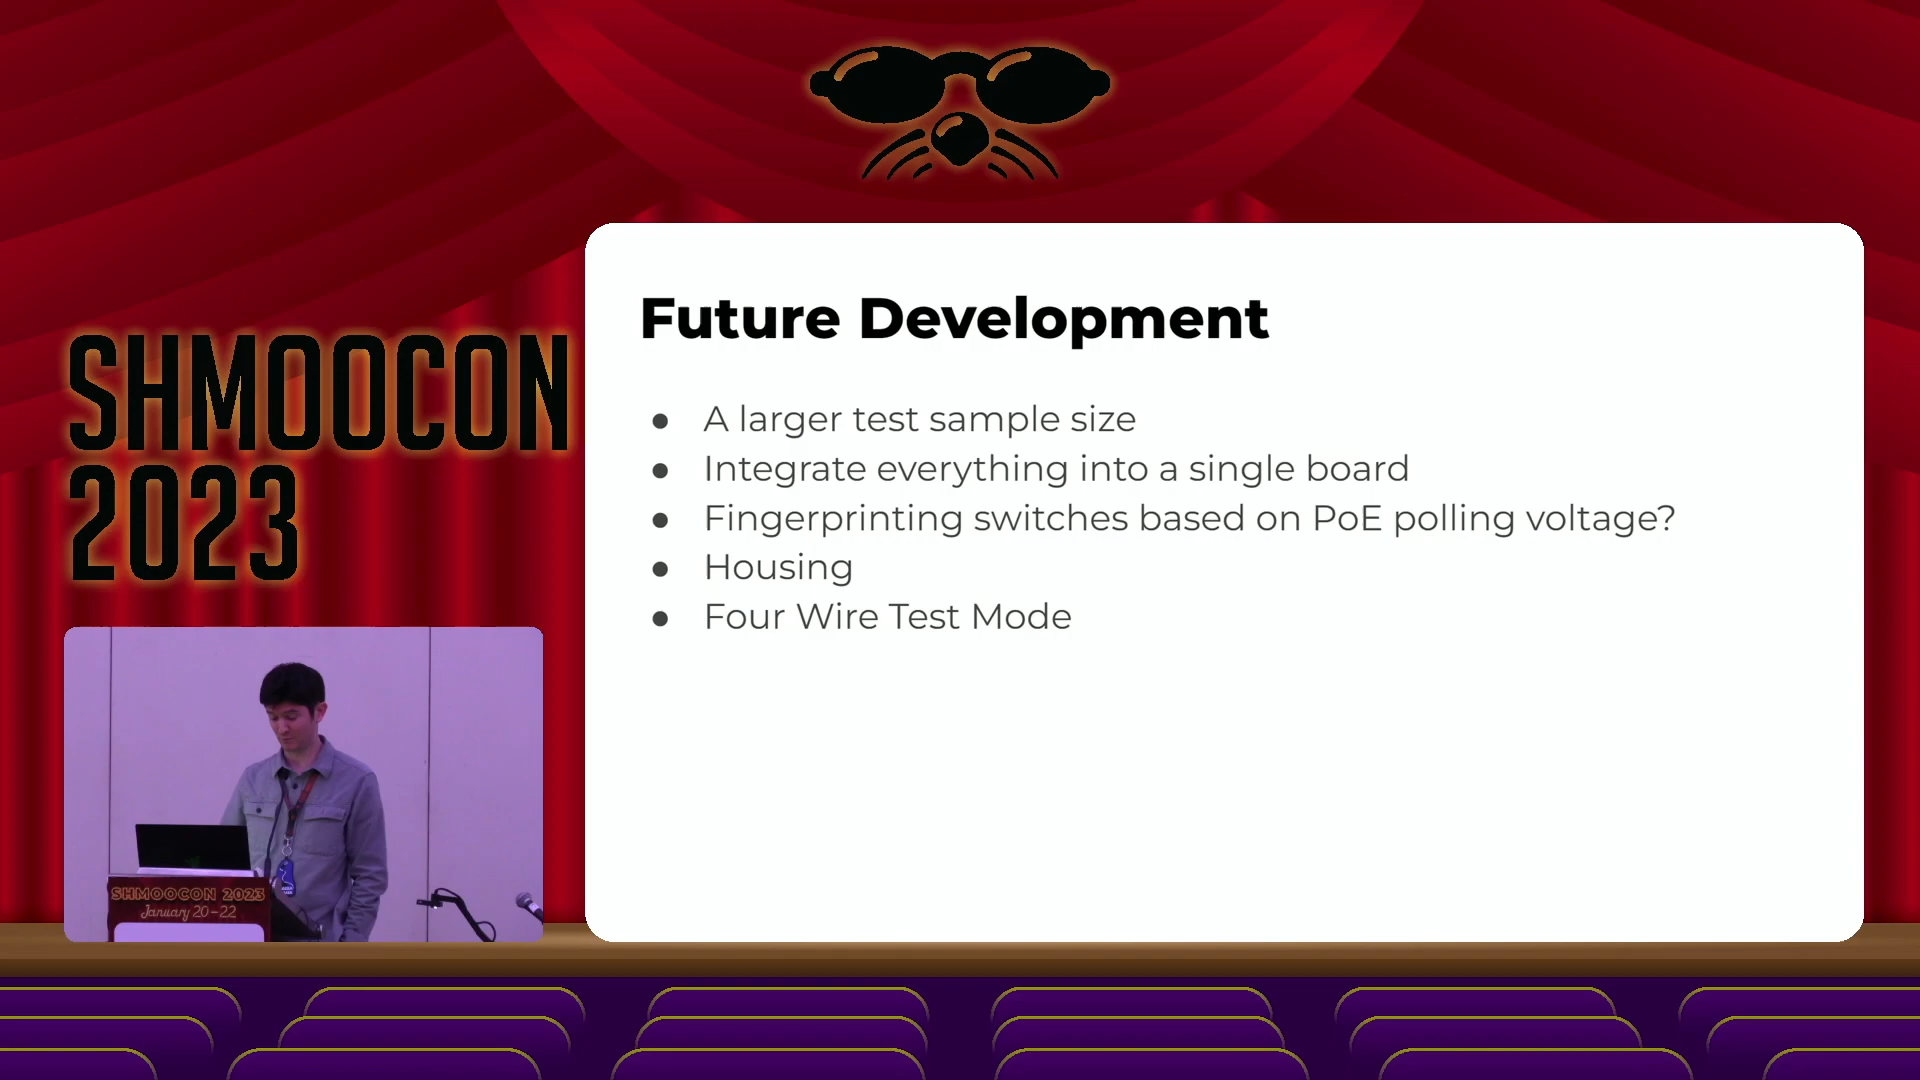 SHMOOCON
2023
Future Development
● A larger test sample size
● Integrate everything into a single board
● Fingerprinting switches based on PoE polling voltage?
● Housing
● Four Wire Test Mode
SHMOOCON 2023
January 20-22